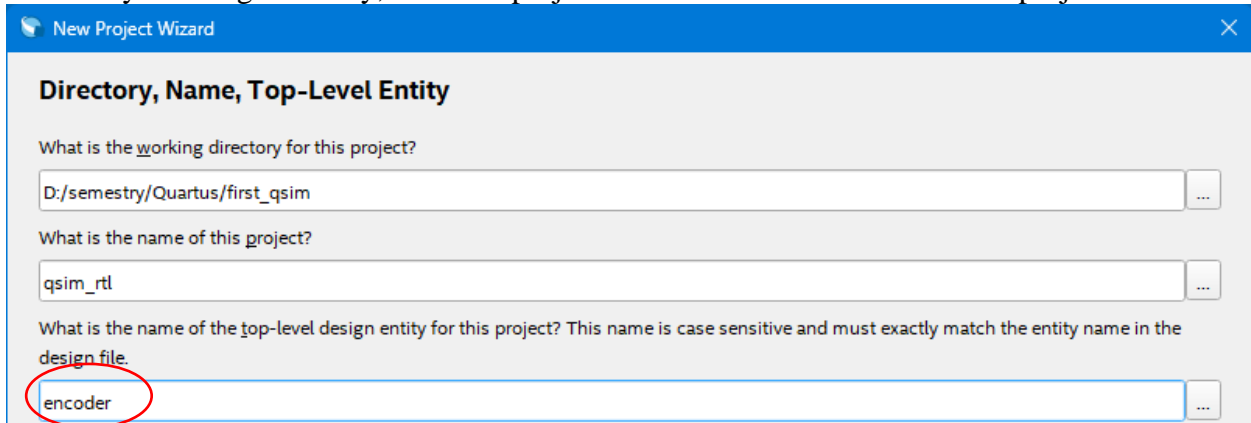 New Project Wizard
Directory, Name, Top-Level Entity
What is the working directory for this project?
D:/semestry/Quartus/first_qsim
...
What is the name of this project?
qsim_rtl
...
What is the name of the top-level design entity for this project? This name is case sensitive and must exactly match the entity name in the
design file.
encoder
...